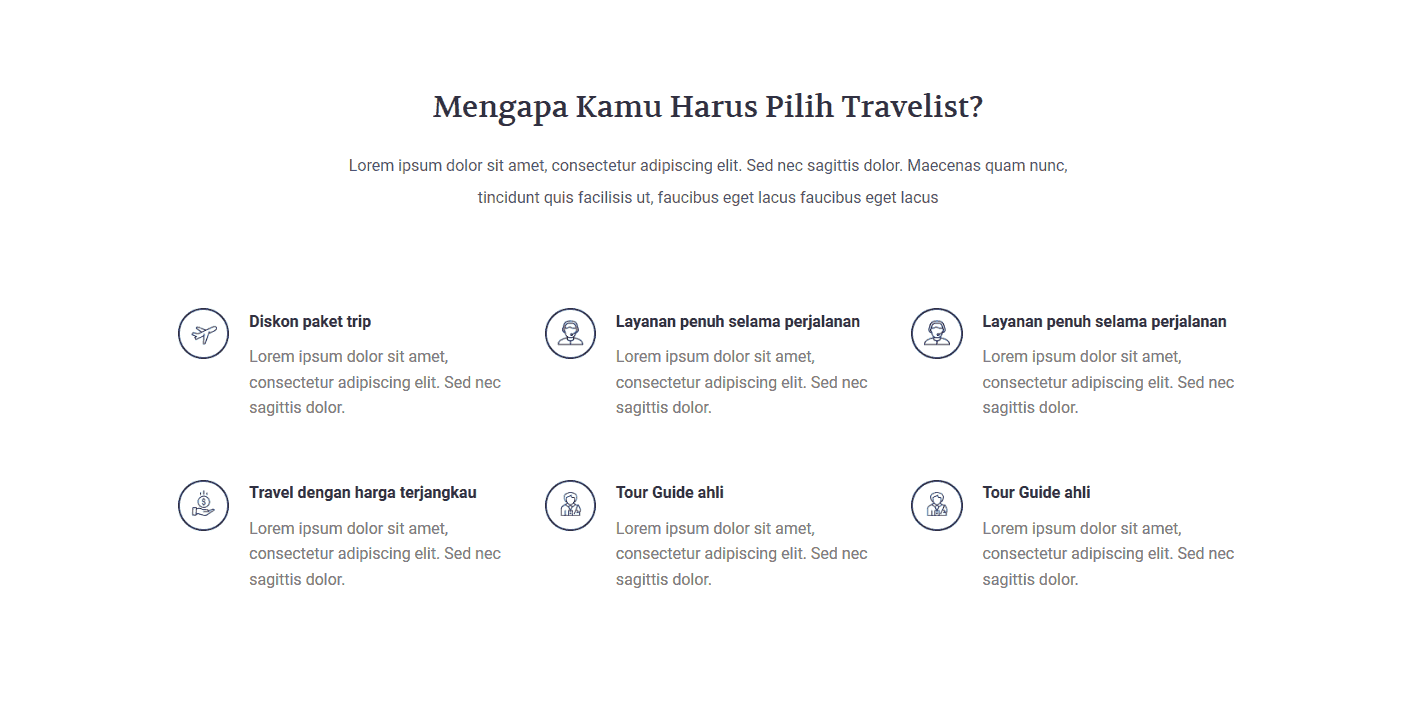 Mengapa Kamu Harus Pilih Travelist?
Lorem ipsum dolor sit amet, consectetur adipiscing elit. Sed nec sagittis dolor. Maecenas quam nunc,
tincidunt quis facilisis ut, faucibus eget lacus faucibus eget lacus
Diskon paket trip
Lorem ipsum dolor sit amet,
consectetur adipiscing elit. Sed nec
sagittis dolor.
Layanan penuh selama perjalanan
Lorem ipsum dolor sit amet,
consectetur adipiscing elit. Sed nec
sagittis dolor.
Layanan penuh selama perjalanan
Lorem ipsum dolor sit amet,
consectetur adipiscing elit. Sed nec
sagittis dolor.
Travel dengan harga terjangkau
Lorem ipsum dolor sit amet,
consectetur adipiscing elit. Sed nec
sagittis dolor.
Tour Guide ahli
Lorem ipsum dolor sit amet,
consectetur adipiscing elit. Sed nec
sagittis dolor.
Tour Guide ahli
Lorem ipsum dolor sit amet,
consectetur adipiscing elit. Sed nec
sagittis dolor.